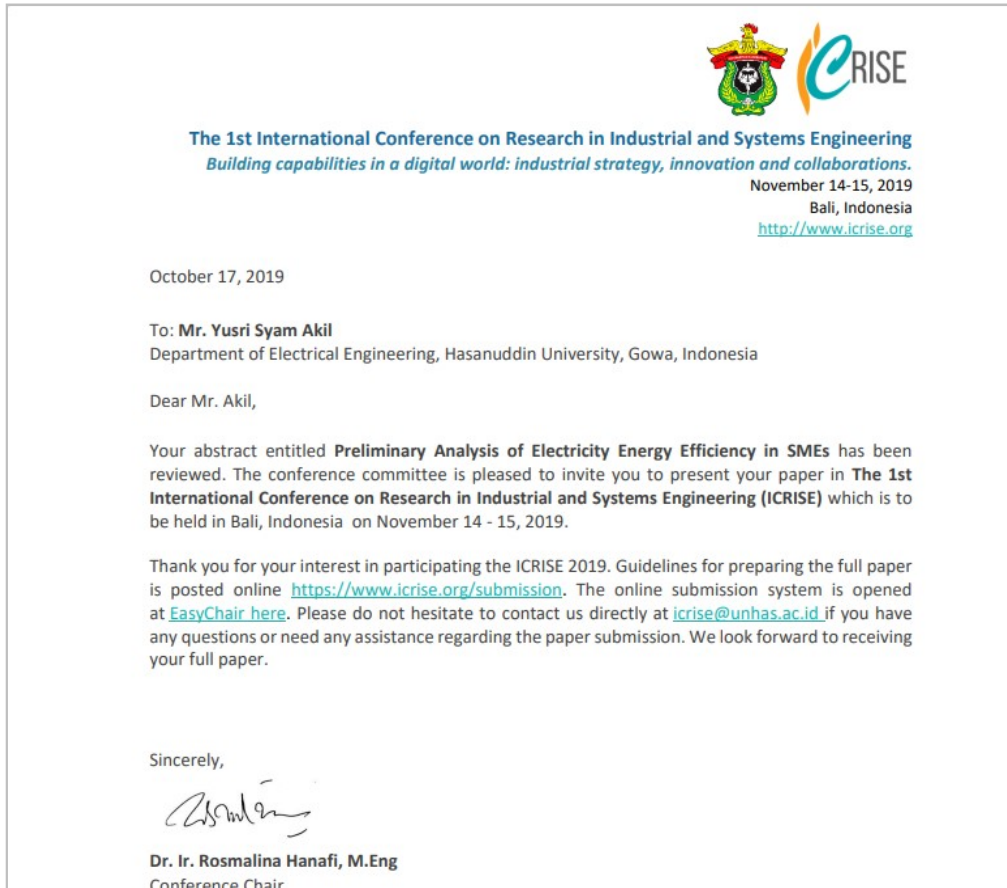 CRISE
The 1st International Conference on Research in Industrial and Systems Engineering
Building capabilities in a digital world: industrial strategy, innovation and collaborations.
November 14-15, 2019
Bali, Indonesia
http://www.icrise.org
October 17, 2019
To: Mr. Yusri Syam Akil
Department of Electrical Engineering, Hasanuddin University, Gowa, Indonesia
Dear Mr. Akil,
Your abstract entitled Preliminary Analysis of Electricity Energy Efficiency in SMEs has been
reviewed. The conference committee is pleased to invite you to present your paper in The 1st
International Conference on Research in Industrial and Systems Engineering (ICRISE) which is to
be held in Bali, Indonesia on November 14 - 15, 2019.
Thank you for your interest in participating the ICRISE 2019. Guidelines for preparing the full paper
is posted online https://www.icrise.org/submission. The online submission system is opened
at EasyChair here. Please do not hesitate to contact us directly at icrise@unhas.ac.id if you have
any questions or need any assistance regarding the paper submission. We look forward to receiving
your full paper.
Sincerely,
Dr. Ir. Rosmalina Hanafi, M.Eng
Conference Chair